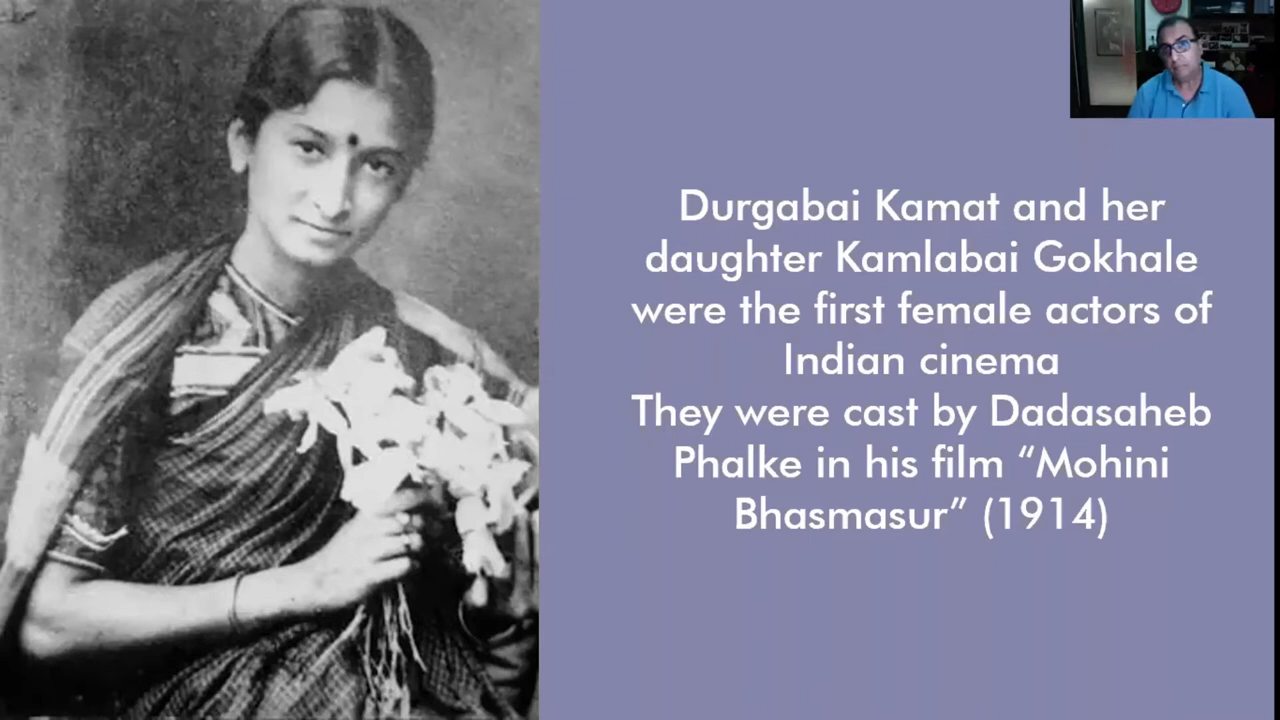 Durgabai Kamat and her
daughter Kamlabai Gokhale
were the first female actors of
Indian cinema
They were cast by Dadasaheb
Phalke in his film “Mohini
Bhasmasur” (1914)